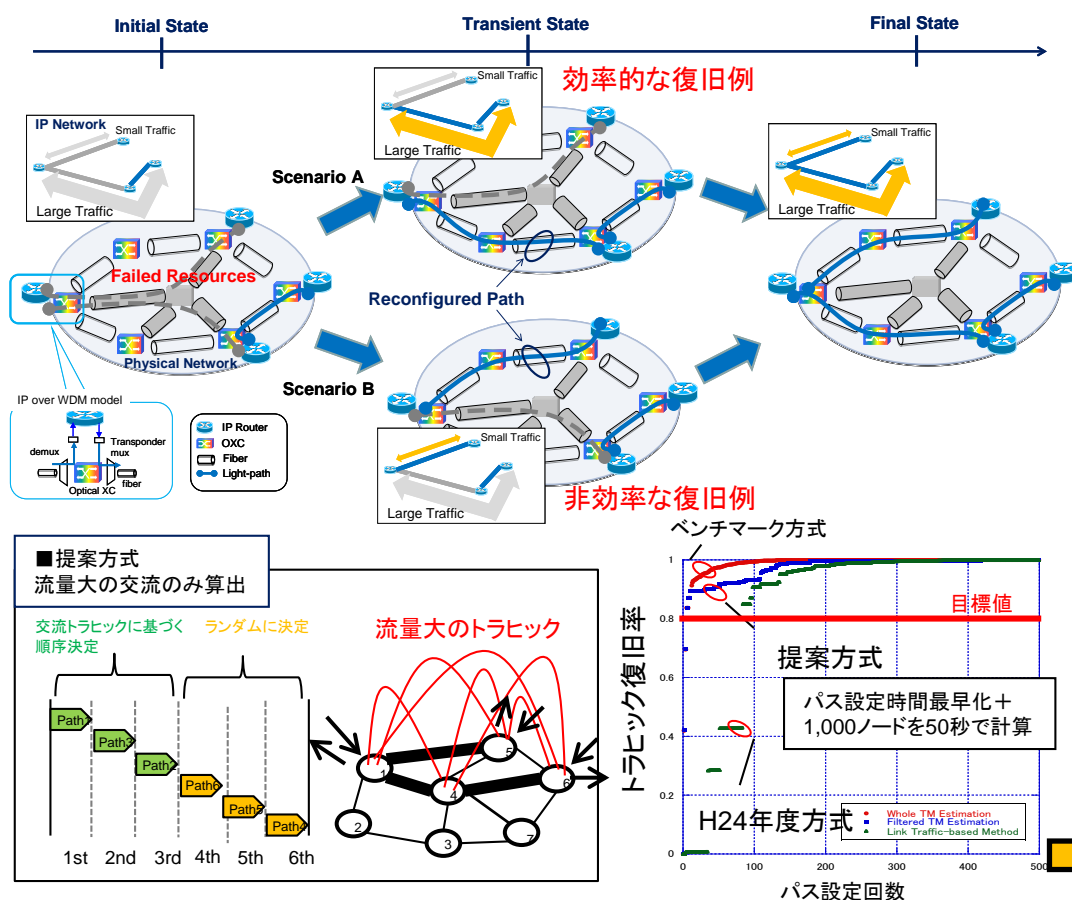 Initial State
Transient State
Final State
効率的な復旧例
Small Traffic
Large Traffic
IP Network
Small Traffic
Large Traffic
Small Traffic
Large Traffic
Scenario A
Failed Resources
Physical Network
Reconfigured Path
Scenario B
IP over WDM model
Transponder
demux
mux
Optical XC
fiber
IP Router
OXC
Fiber
Light-path
Small Traffic
Large Traffic
非効率な復旧例
■提案方式
流量大の交流のみ算出
交流トラヒックに基づく
順序決定
ランダムに決定
流量大のトラヒック
Path1
Path3
Path2
Path6
Path5
Path4
1st 2nd 3rd 4th 5th 6th
1
2
3
4
5
6
7
ベンチマーク方式
目標値
提案方式
パス設定時間最早化+
1,000ノードを50秒で計算
H24年度方式
Whole TM Estimation
Filtered TM Estimation
Link Traffic-based Method
トラヒック復旧率
1
0.8
0.6
0.4
0.2
0
0 100 200 300 400 500
パス設定回数